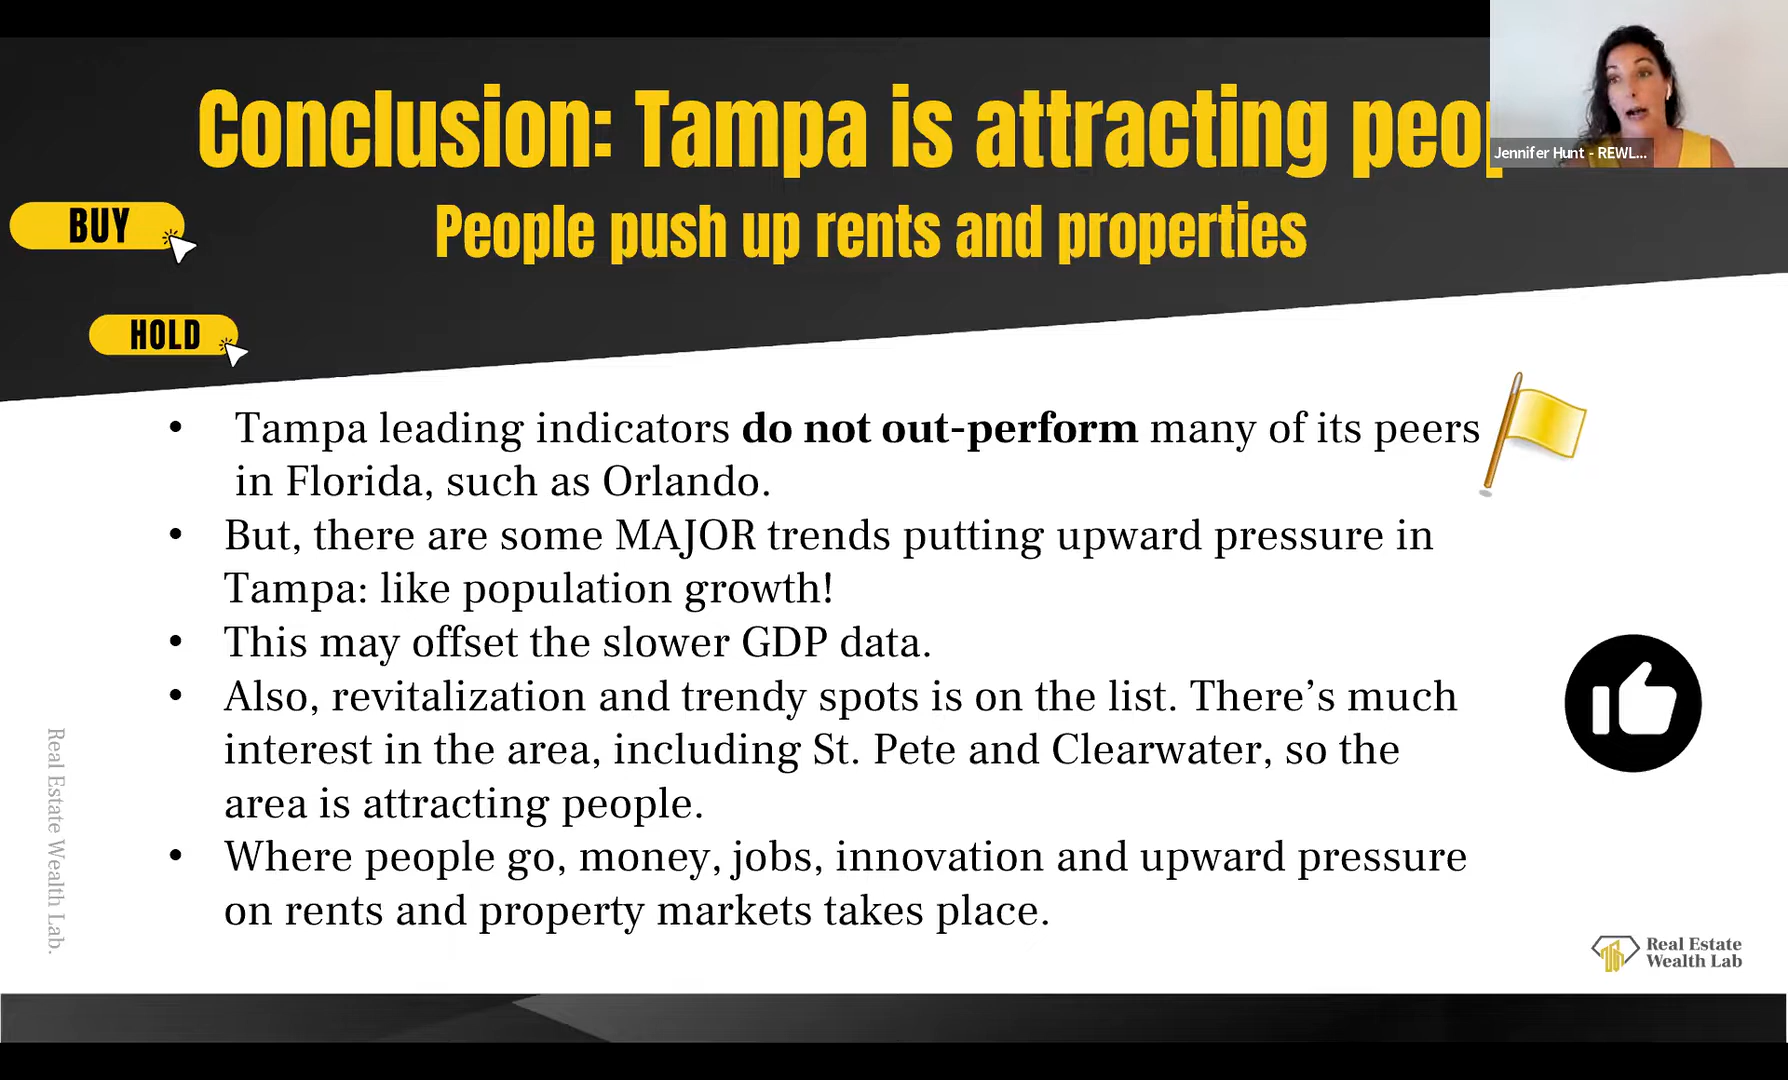 Conclusion: Tampa is attracting peop
Jennifer Hunt - REWL...
People push up rents and properties
BUY
HOLD
• Tampa leading indicators do not out-perform many of its peers
in Florida, such as Orlando.
• But, there are some MAJOR trends putting upward pressure in
Tampa: like population growth!
• This may offset the slower GDP data.
• Also, revitalization and trendy spots is on the list. There’s much
interest in the area, including St. Pete and Clearwater, so the
area is attracting people.
• Where people go, money, jobs, innovation and upward pressure
on rents and property markets takes place.
Real Estate Wealth Lab.
Real Estate
Wealth Lab